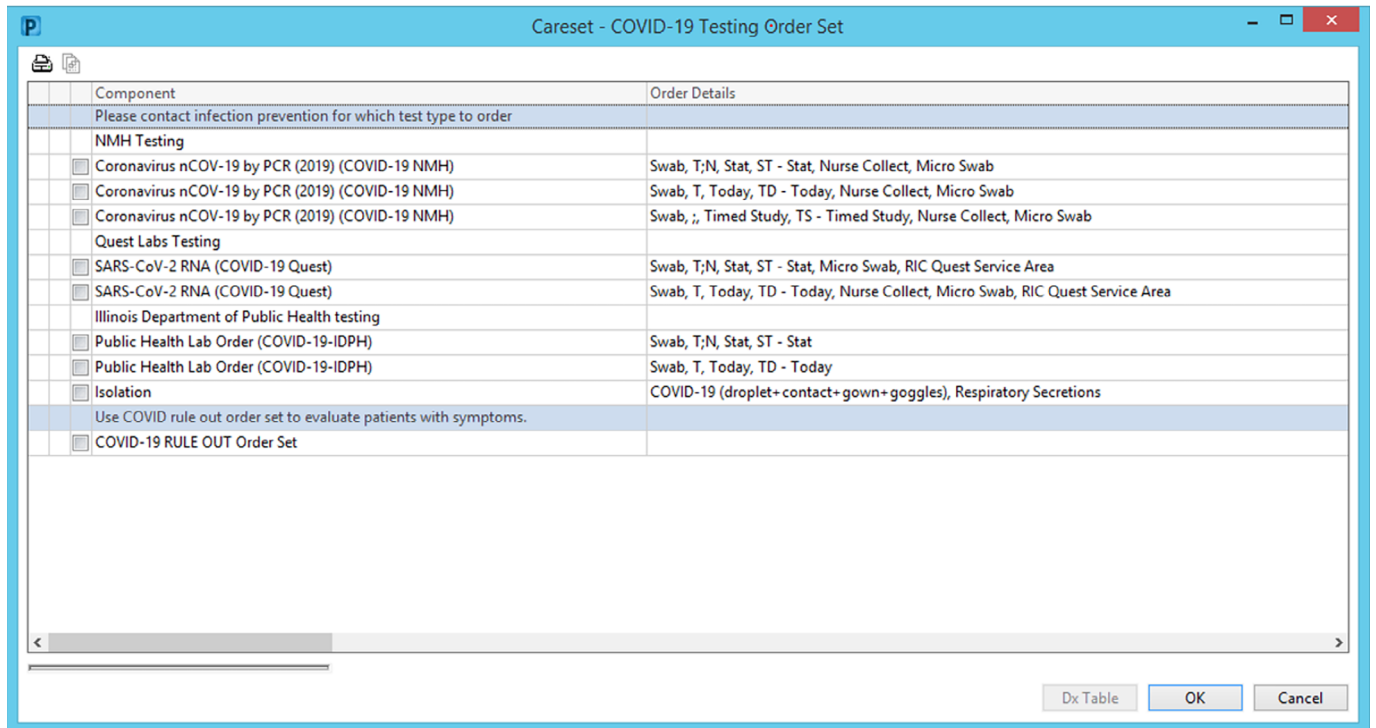 P
Careset - COVID-19 Testing Order Set
Component Order Details
Please contact infection prevention for which test type to order
NMH Testing
Coronavirus nCOV-19 by PCR (2019) (COVID-19 NMH) Swab, T;N, Stat, ST - Stat, Nurse Collect, Micro Swab
Coronavirus nCOV-19 by PCR (2019) (COVID-19 NMH) Swab, T, Today, TD - Today, Nurse Collect, Micro Swab
Coronavirus nCOV-19 by PCR (2019) (COVID-19 NMH) Swab, ;, Timed Study, TS - Timed Study, Nurse Collect, Micro Swab
Quest Labs Testing
SARS-CoV-2 RNA (COVID-19 Quest) Swab, T;N, Stat, ST - Stat, Micro Swab, RIC Quest Service Area
SARS-CoV-2 RNA (COVID-19 Quest) Swab, T, Today, TD - Today, Nurse Collect, Micro Swab, RIC Quest Service Area
Illinois Department of Public Health testing
Public Health Lab Order (COVID-19-IDPH) Swab, T;N, Stat, ST - Stat
Public Health Lab Order (COVID-19-IDPH) Swab, T, Today, TD - Today
Isolation COVID-19 (droplet+contact+gown+goggles), Respiratory Secretions
Use COVID rule out order set to evaluate patients with symptoms.
COVID-19 RULE OUT Order Set
Dx Table OK Cancel